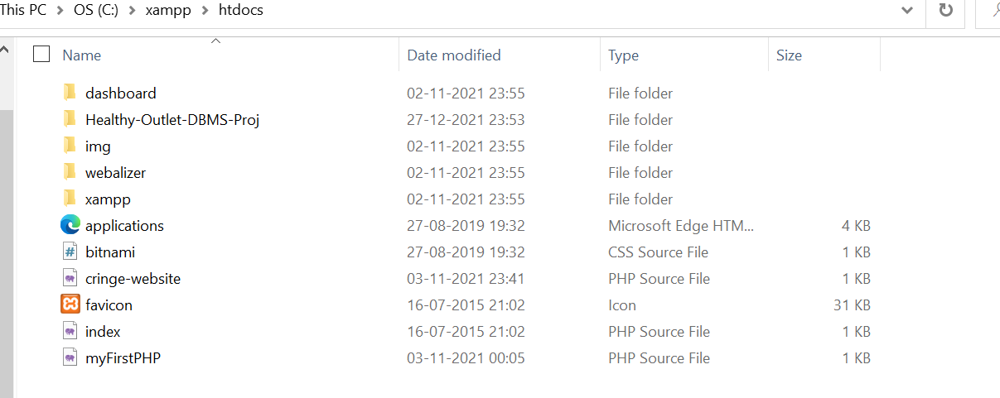 This PC > OS (C:) > xampp > htdocs
Name Date modified Type Size
dashboard 02-11-2021 23:55 File folder
Healthy-Outlet-DBMS-Proj 27-12-2021 23:53 File folder
img 02-11-2021 23:55 File folder
webalizer 02-11-2021 23:55 File folder
xampp 02-11-2021 23:55 File folder
applications 27-08-2019 19:32 Microsoft Edge HTM... 4 KB
bitnami 27-08-2019 19:32 CSS Source File 1 KB
cringe-website 03-11-2021 23:41 PHP Source File 1 KB
favicon 16-07-2015 21:02 Icon 31 KB
index 16-07-2015 21:02 PHP Source File 1 KB
myFirstPHP 03-11-2021 00:05 PHP Source File 1 KB